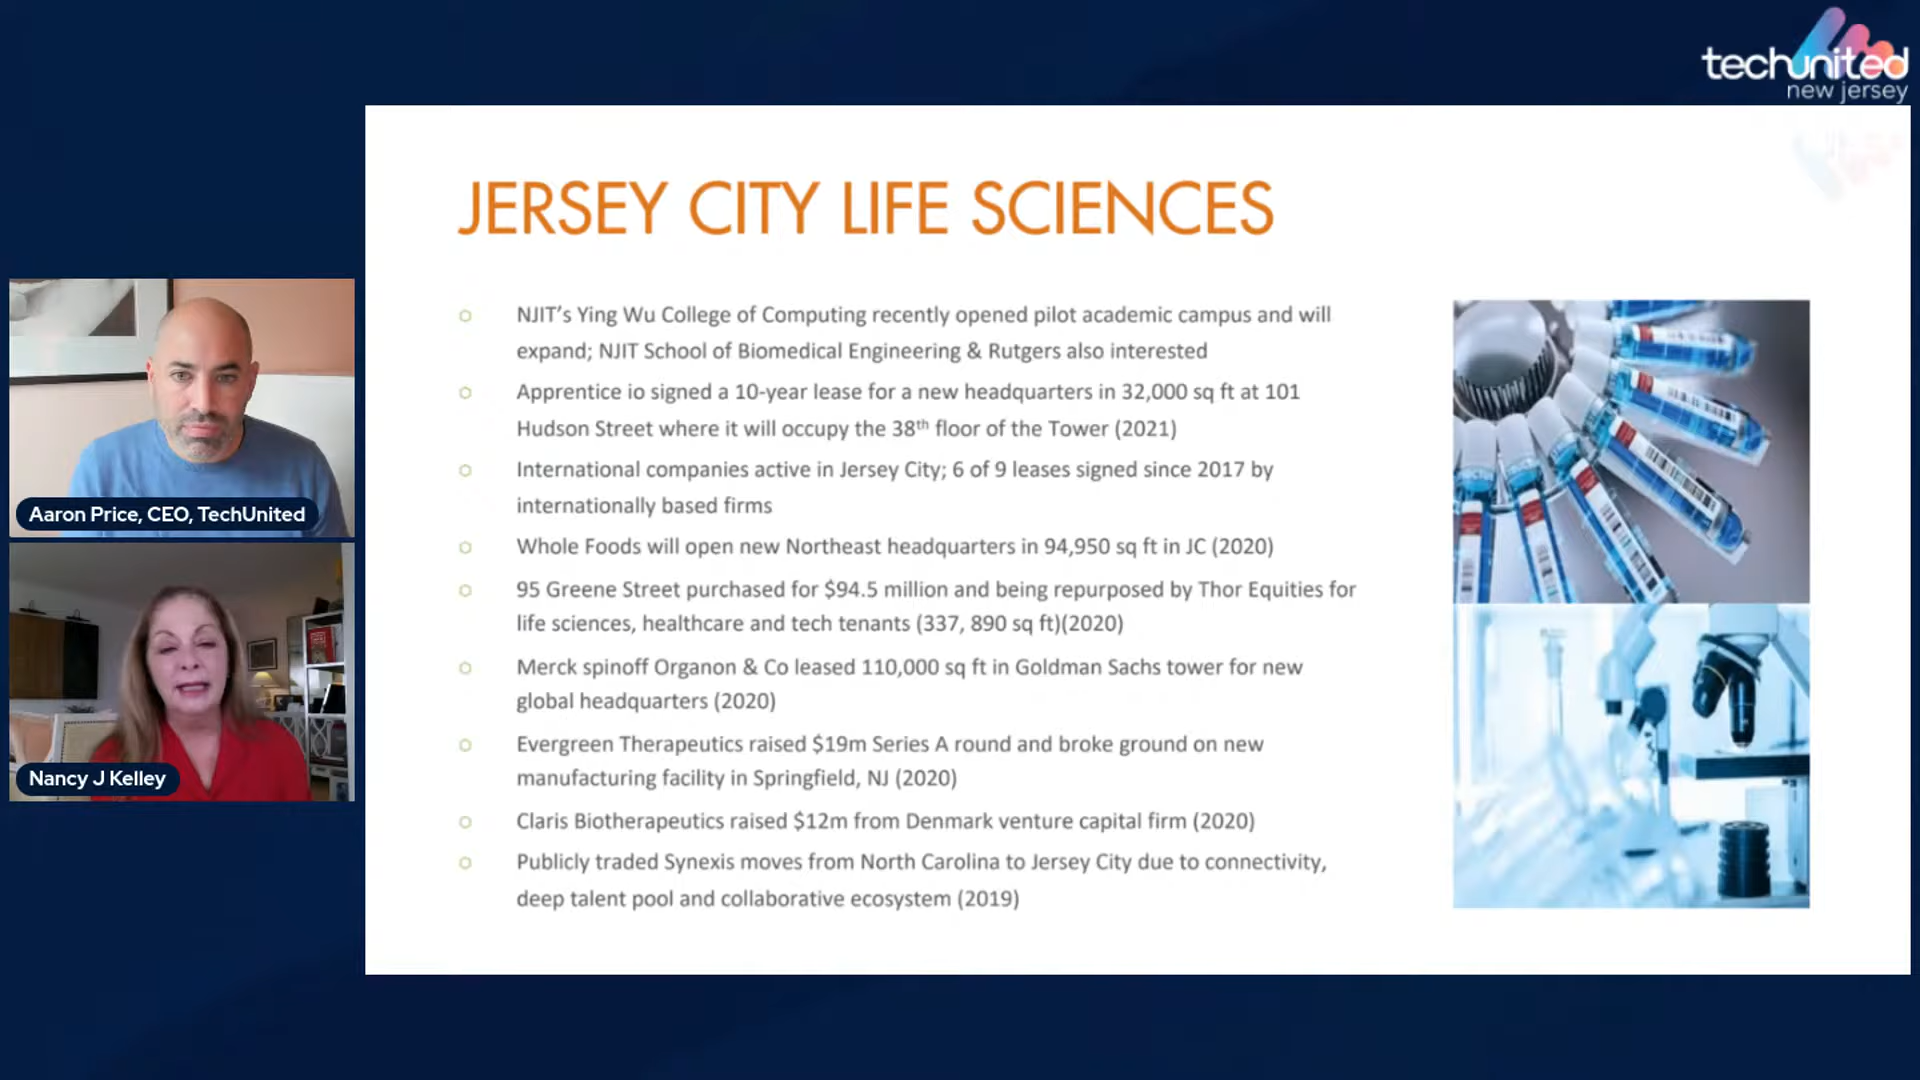 techunited
new jersey
JERSEY CITY LIFE SCIENCES
NJIT’s Ying Wu College of Computing recently opened pilot academic campus and will
expand; NJIT School of Biomedical Engineering & Rutgers also interested
Apprentice io signed a 10-year lease for a new headquarters in 32,000 sq ft at 101
Hudson Street where it will occupy the 38th floor of the Tower (2021)
International companies active in Jersey City; 6 of 9 leases signed since 2017 by
internationally based firms
Whole Foods will open new Northeast headquarters in 94,950 sq ft in JC (2020)
95 Greene Street purchased for $94.5 million and being repurposed by Thor Equities for
life sciences, healthcare and tech tenants (337, 890 sq ft)(2020)
Merck spinoff Organon & Co leased 110,000 sq ft in Goldman Sachs tower for new
global headquarters (2020)
Evergreen Therapeutics raised $19m Series A round and broke ground on new
manufacturing facility in Springfield, NJ (2020)
Claris Biotherapeutics raised $12m from Denmark venture capital firm (2020)
Publicly traded Synexis moves from North Carolina to Jersey City due to connectivity,
deep talent pool and collaborative ecosystem (2019)
Aaron Price, CEO, TechUnited
Nancy J Kelley